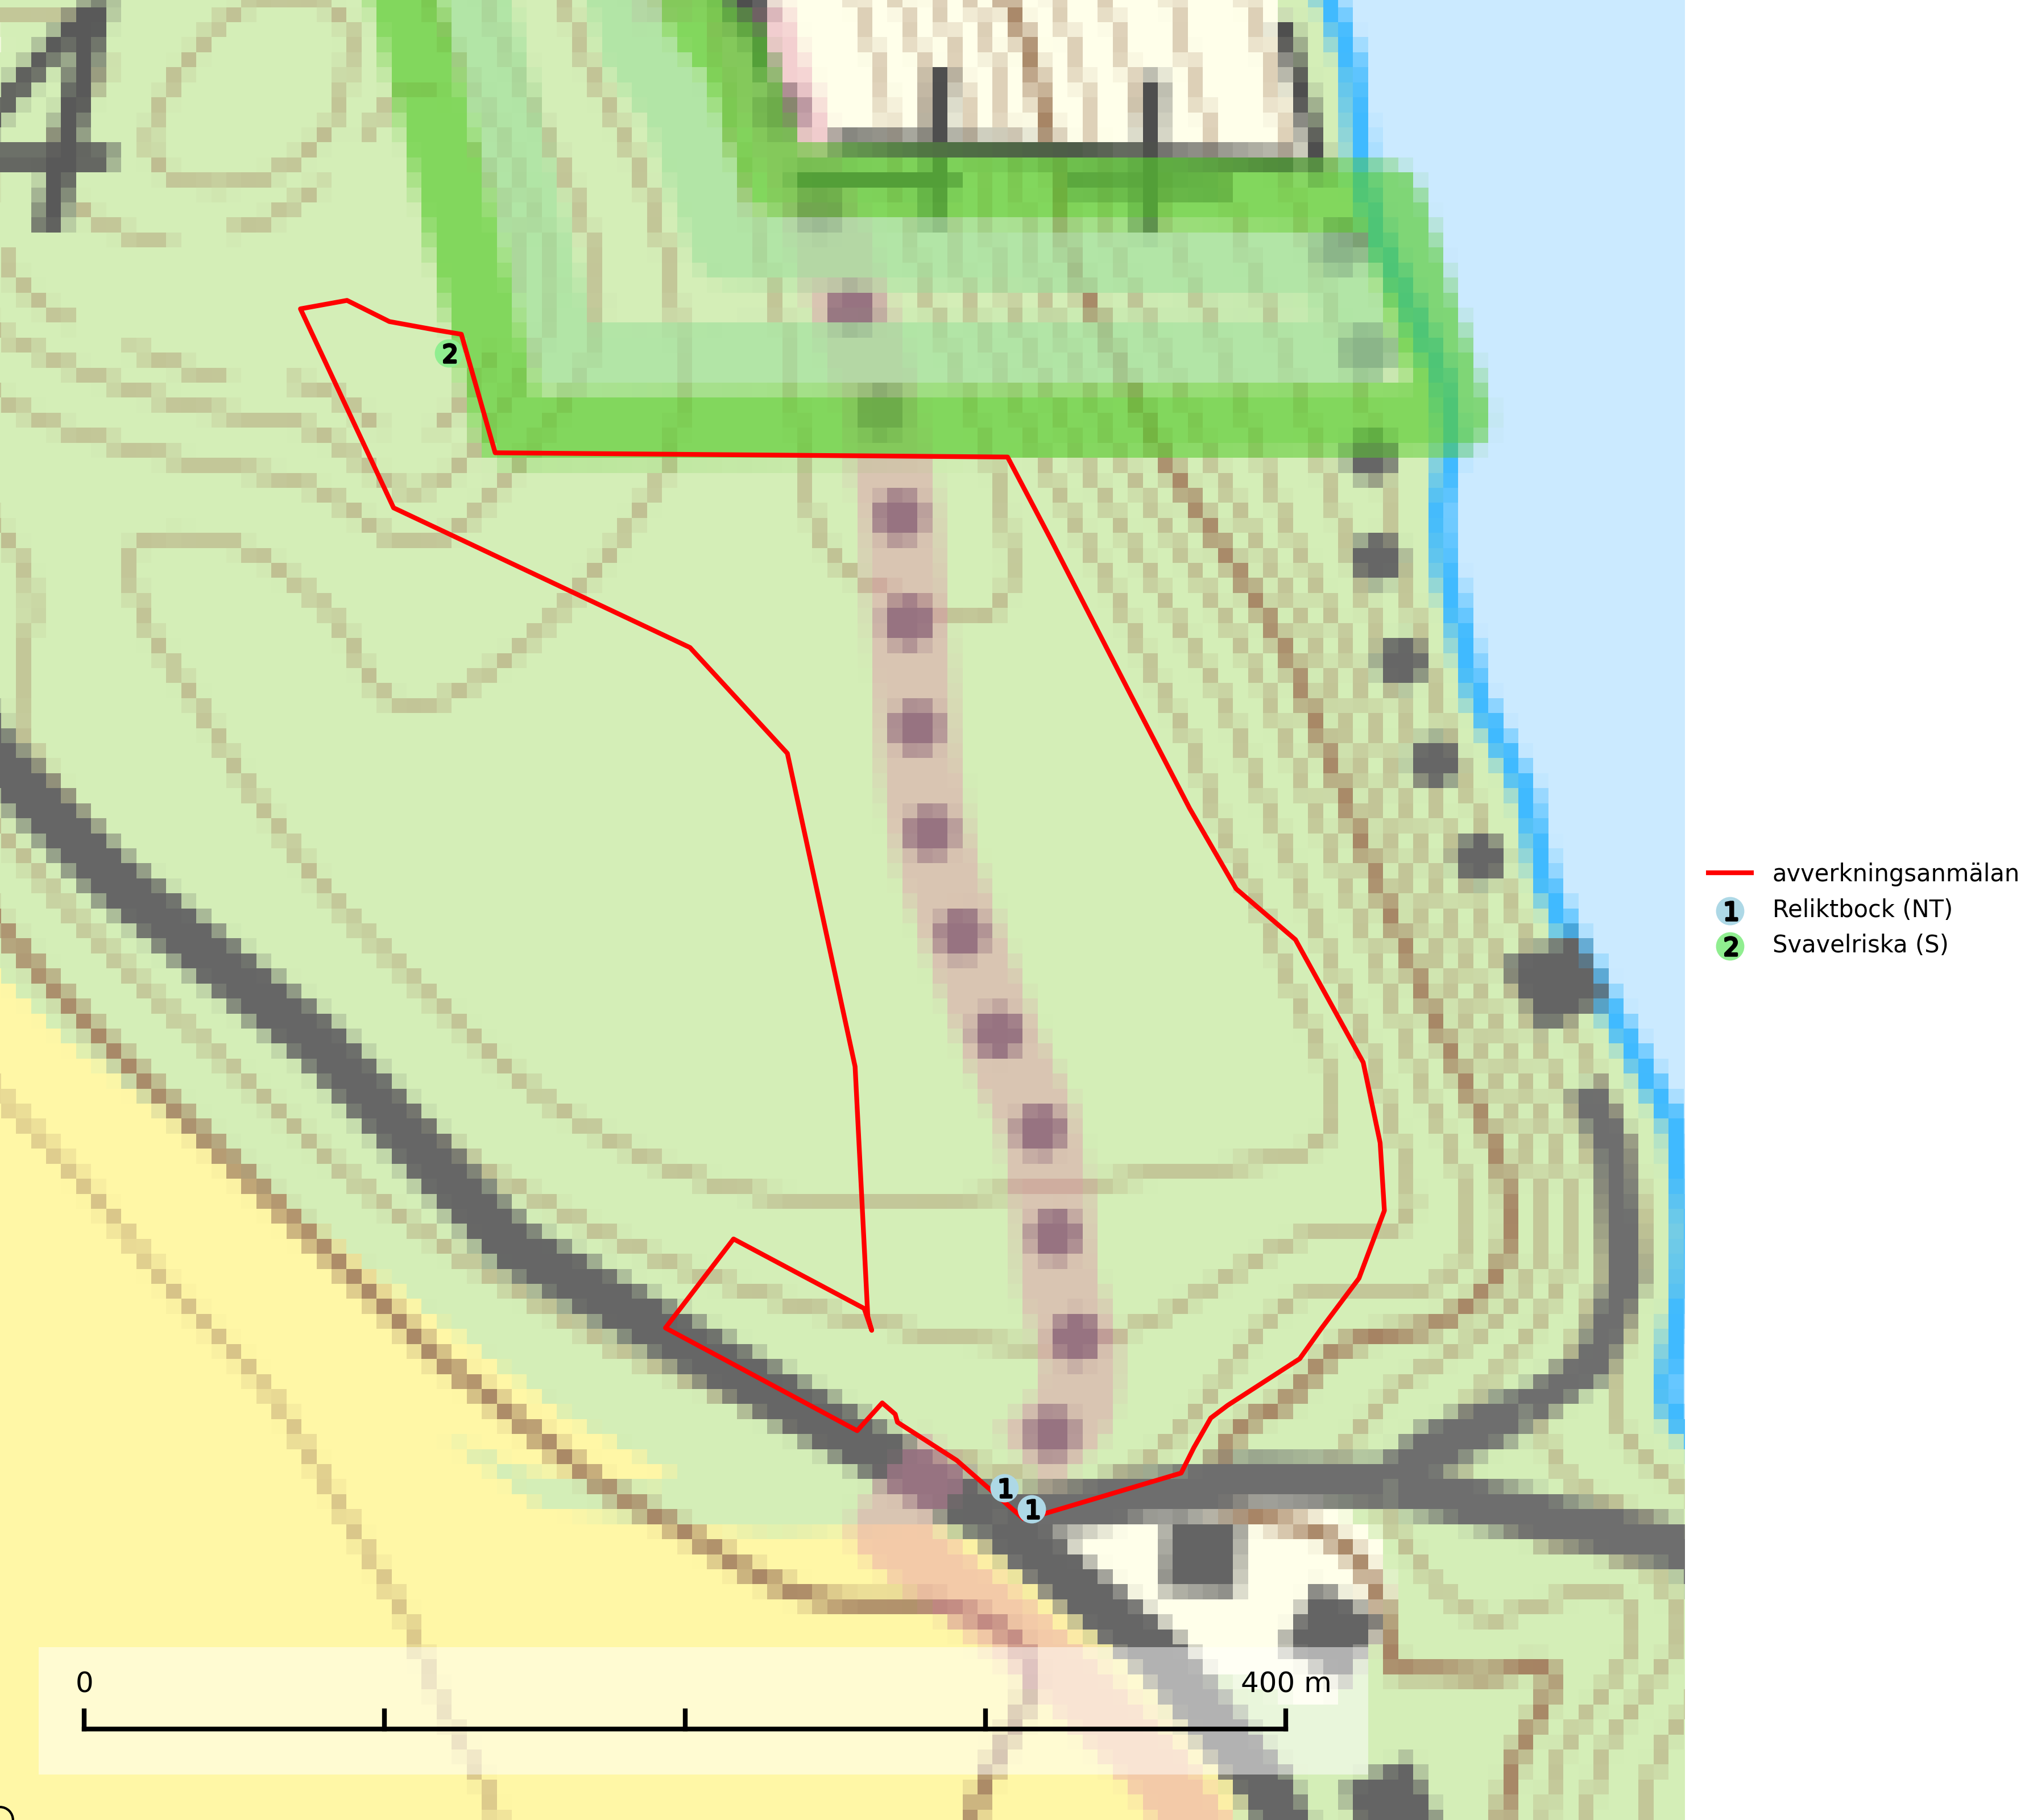 2
1
1
avverkningsanmälan
1 Reliktbock (NT)
2 Svavelriska (S)
0 400 m